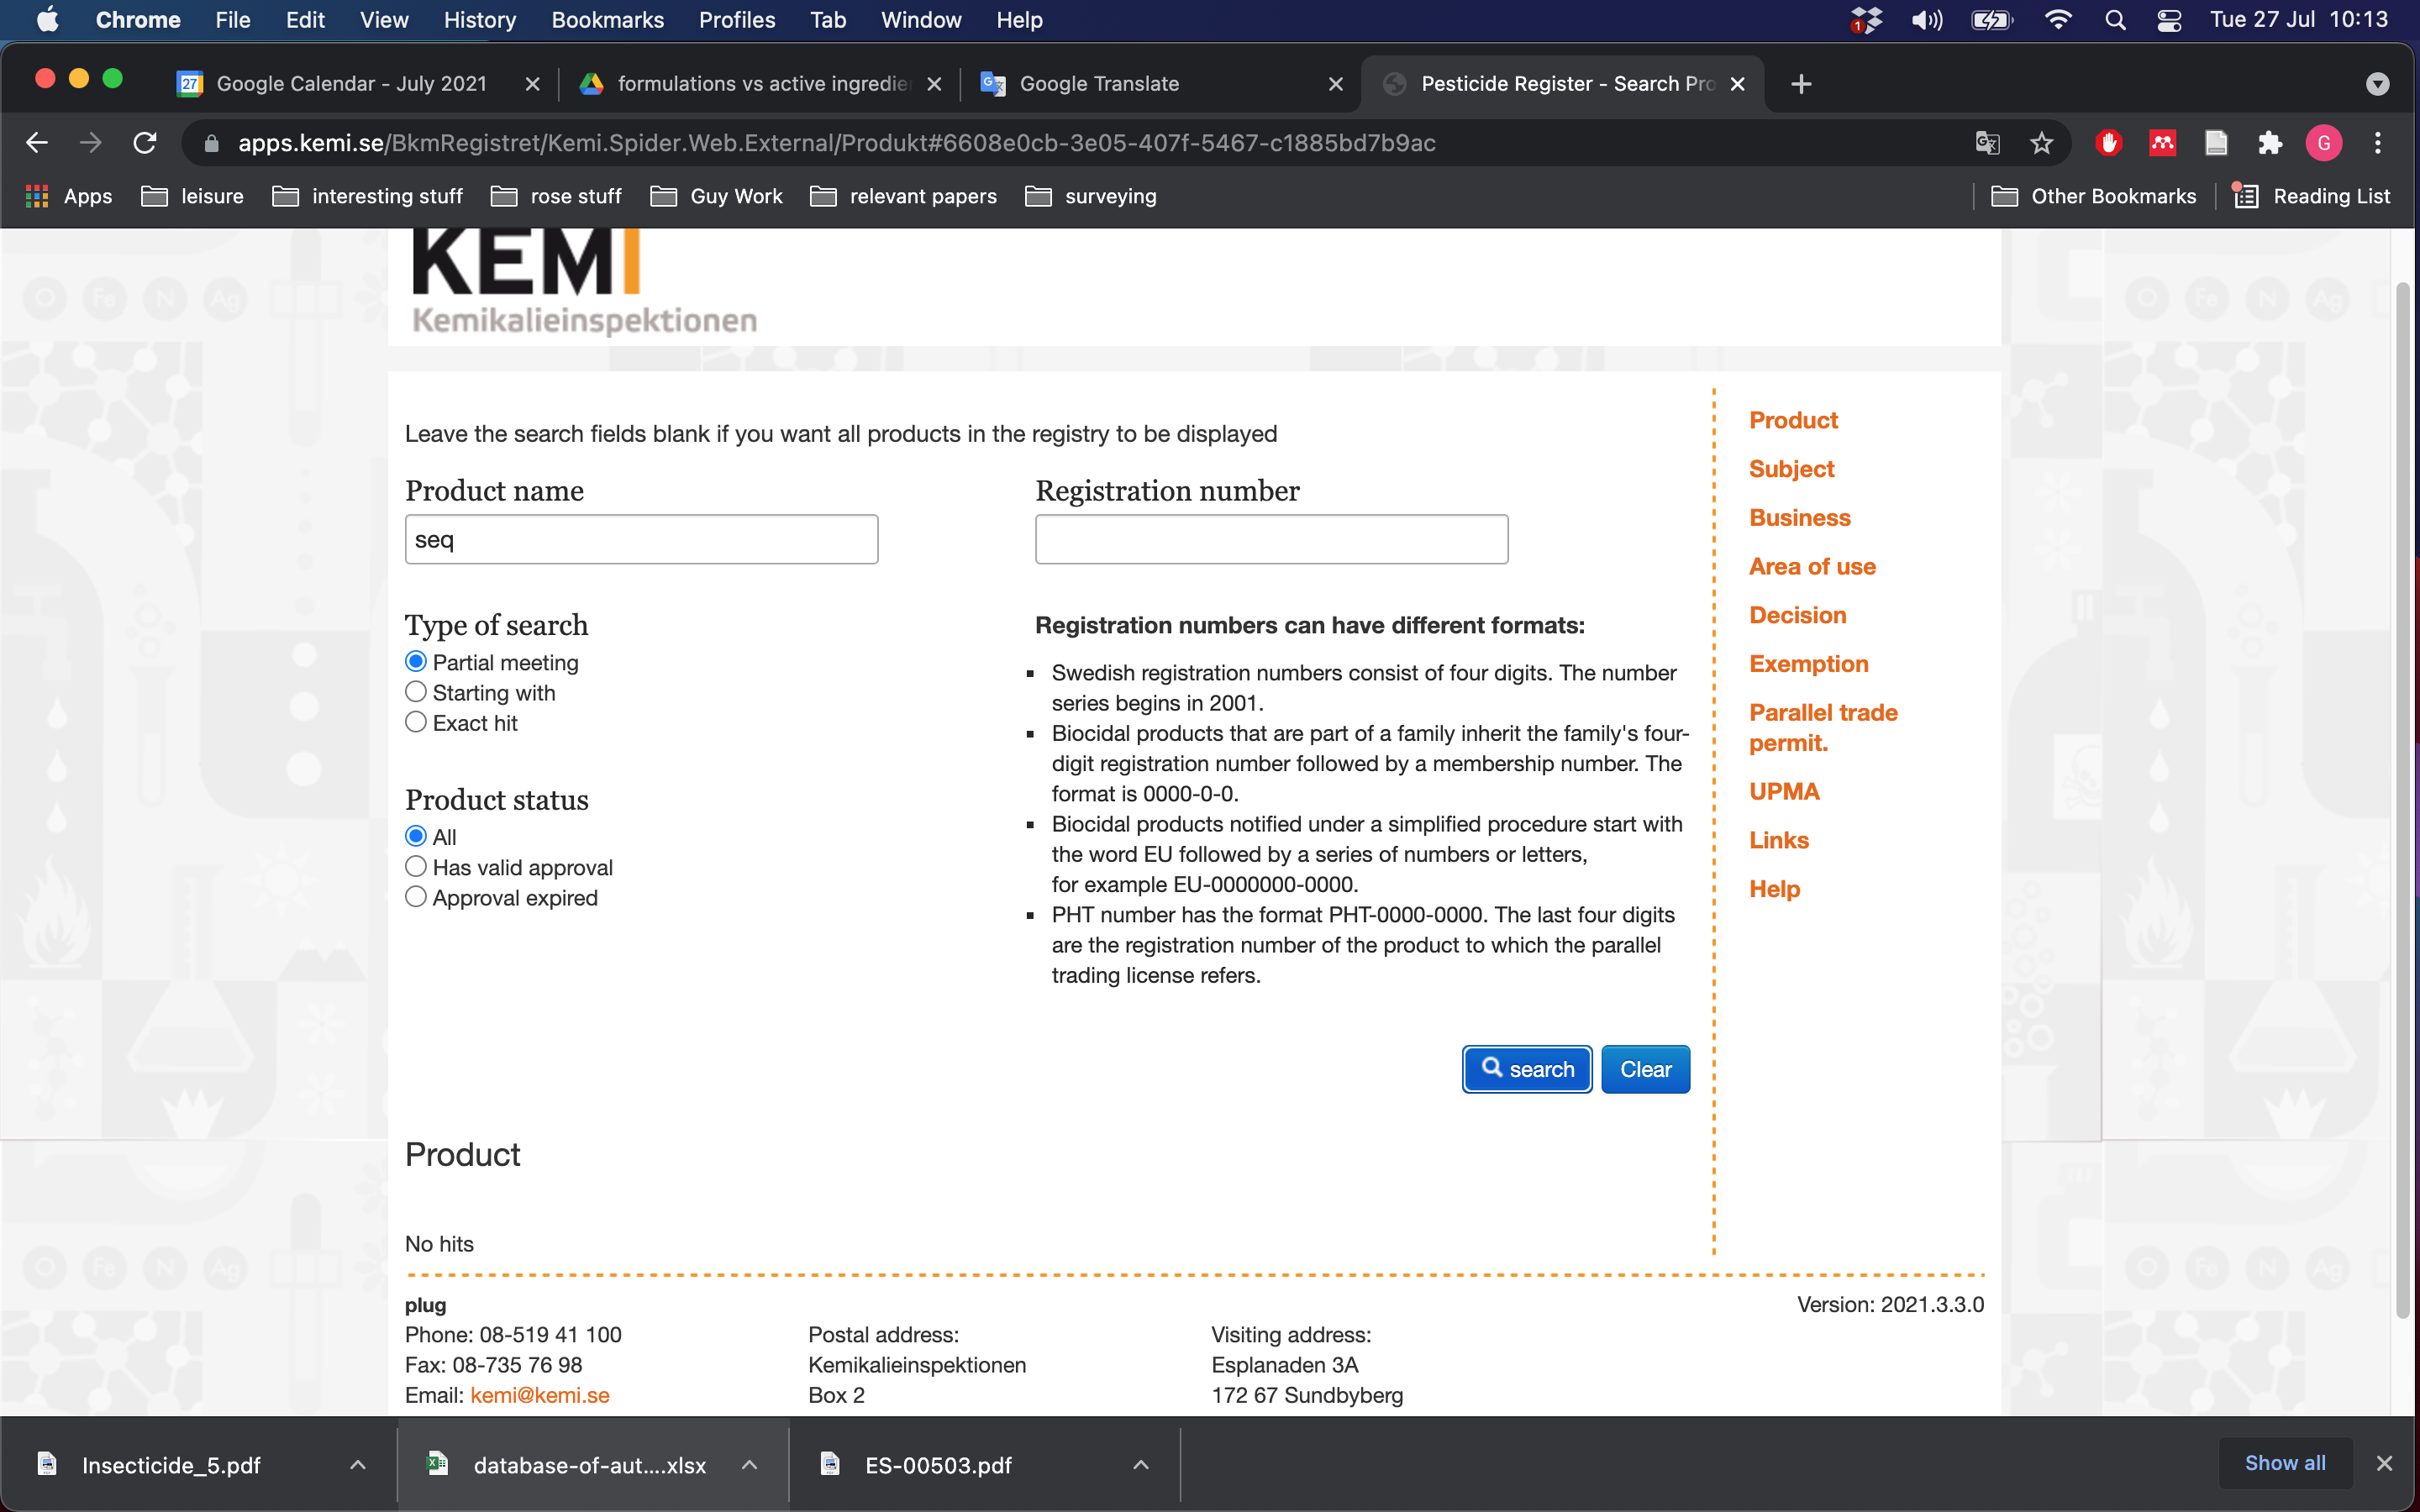 Chrome File Edit View History Bookmarks Profiles Tab Window Help 1 Tue 27 Jul 10:13
27 Google Calendar - July 2021 formulations vs active ingredie Google Translate Pesticide Register - Search Pro
apps.kemi.se/BkmRegistret/Kemi.Spider.Web.External/Produkt#6608e0cb-3e05-407f-5467-c1885bd7b9ac G
Apps leisure interesting stuff rose stuff Guy Work relevant papers surveying Other Bookmarks Reading List
KEMI
Kemikalieinspektionen
O Fe N Ag
O Fe N Ag
Leave the search fields blank if you want all products in the registry to be displayed
Product name
seq
Type of search
Partial meeting
Starting with
Exact hit
Product status
All
Has valid approval
Approval expired
Registration number
Registration numbers can have different formats:
Swedish registration numbers consist of four digits. The number
series begins in 2001.
Biocidal products that are part of a family inherit the family's four-
digit registration number followed by a membership number. The
format is 0000-0-0.
Biocidal products notified under a simplified procedure start with
the word EU followed by a series of numbers or letters,
for example EU-0000000-0000.
PHT number has the format PHT-0000-0000. The last four digits
are the registration number of the product to which the parallel
trading license refers.
search Clear
Product
Subject
Business
Area of use
Decision
Exemption
Parallel trade
permit.
UPMA
Links
Help
Product
No hits
O Fe N Ag
O Fe N Ag
plug
Phone: 08-519 41 100
Fax: 08-735 76 98
Email: kemi@kemi.se
Postal address:
Kemikalieinspektionen
Box 2
Visiting address:
Esplanaden 3A
172 67 Sundbyberg
Version: 2021.3.3.0
Insecticide_5.pdf database-of-aut....xlsx ES-00503.pdf Show all